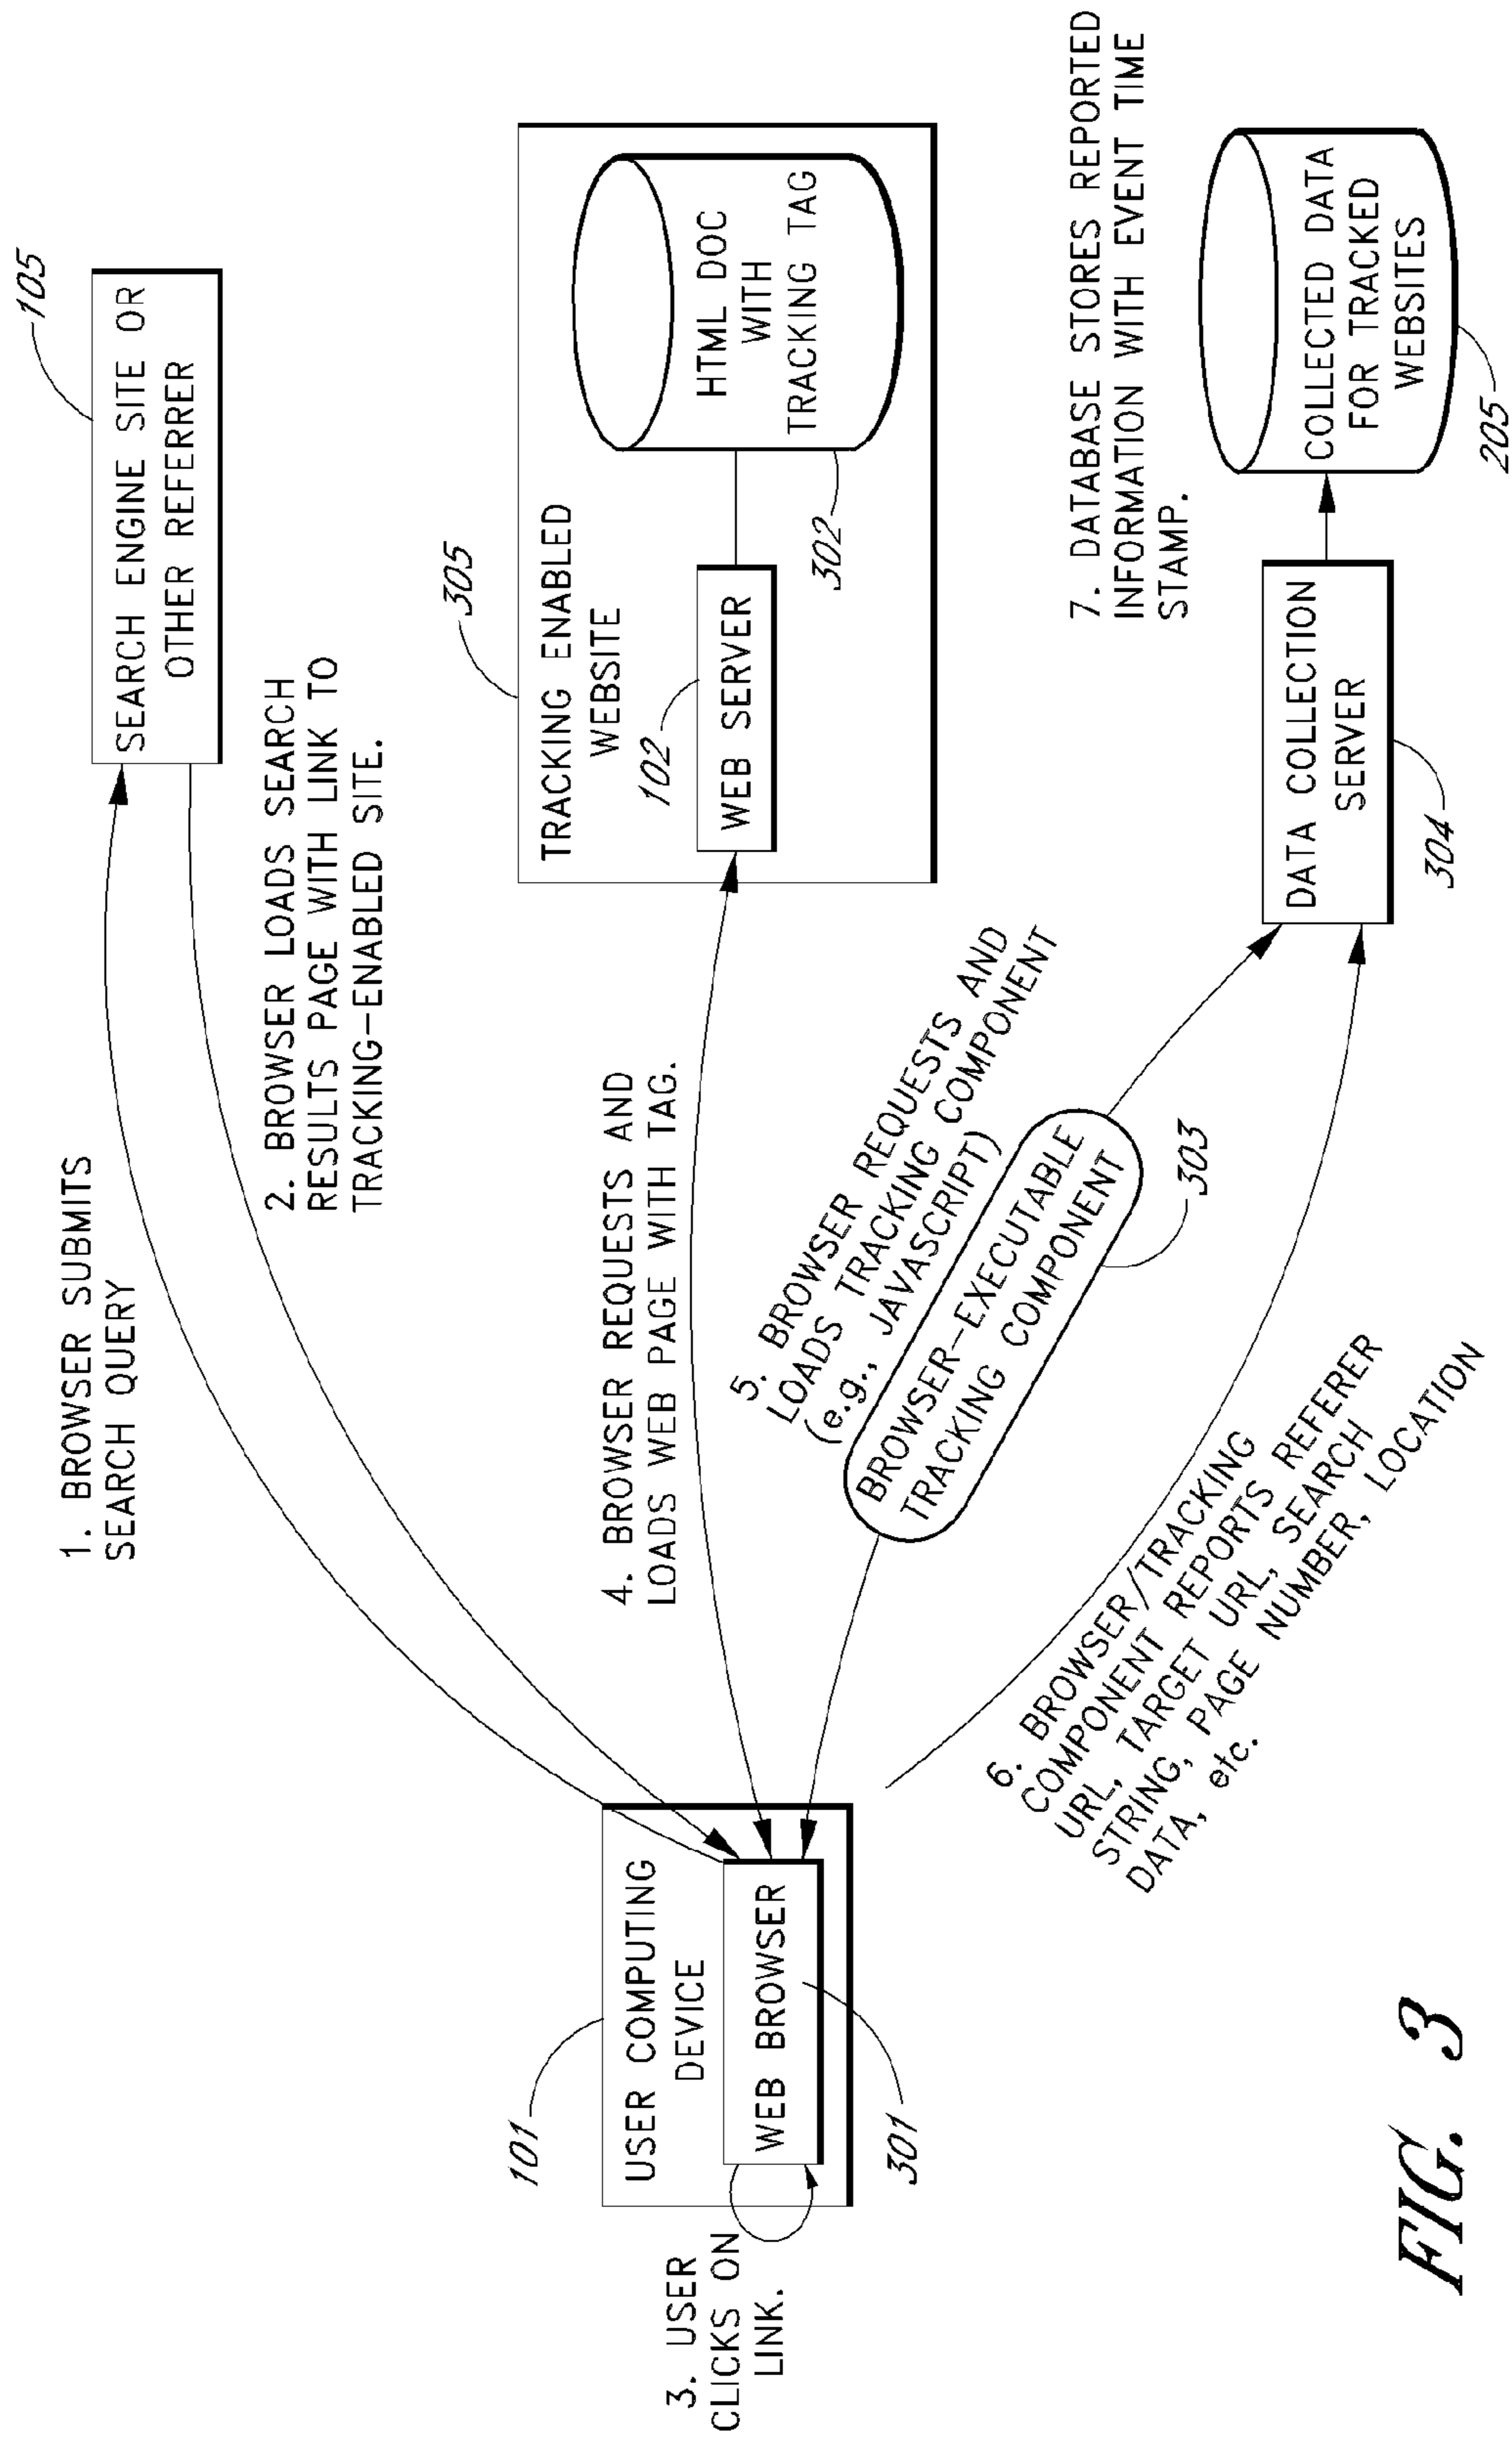 1. BROWSER SUBMITS
SEARCH QUERY
105
SEARCH ENGINE SITE OR
OTHER REFERRER
2. BROWSER LOADS SEARCH
RESULTS PAGE WITH LINK TO
TRACKING-ENABLED SITE.
305
TRACKING ENABLED
WEBSITE
102
WEB SERVER
HTML DOC
WITH
TRACKING TAG
302
101
USER COMPUTING
DEVICE
WEB BROWSER
301
3. USER
CLICKS ON
LINK.
4. BROWSER REQUESTS AND
LOADS WEB PAGE WITH TAG.
5. BROWSER REQUESTS AND
LOADS TRACKING COMPONENT
(e.g., JAVASCRIPT)
BROWSER-EXECUTABLE
TRACKING COMPONENT
303
6. BROWSER/TRACKING
COMPONENT REPORTS REFERER
URL, TARGET URL, SEARCH
STRING, PAGE NUMBER, LOCATION
DATA, etc.
7. DATABASE STORES REPORTED
INFORMATION WITH EVENT TIME
STAMP.
DATA COLLECTION
SERVER
304
COLLECTED DATA
FOR TRACKED
WEBSITES
205
FIG. 3